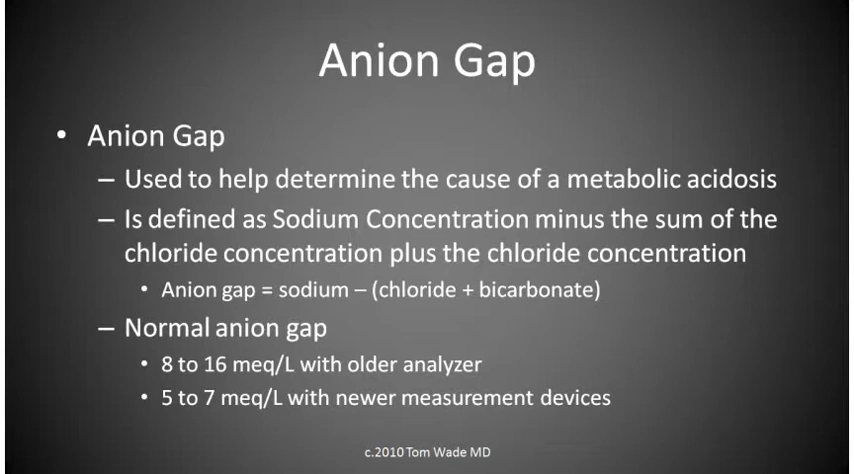 Anion Gap
• Anion Gap
– Used to help determine the cause of a metabolic acidosis
– Is defined as Sodium Concentration minus the sum of the
chloride concentration plus the chloride concentration
• Anion gap = sodium – (chloride + bicarbonate)
– Normal anion gap
• 8 to 16 meq/L with older analyzer
• 5 to 7 meq/L with newer measurement devices
c.2010 Tom Wade MD